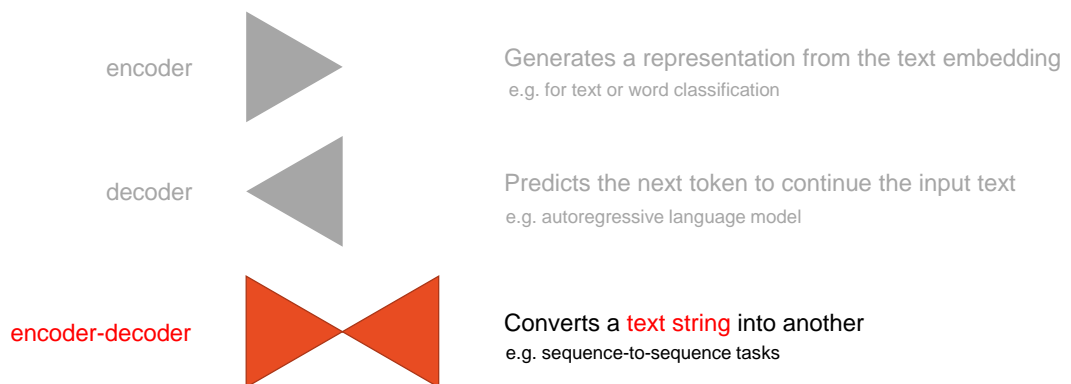 encoder
Generates a representation from the text embedding
e.g. for text or word classification
decoder
Predicts the next token to continue the input text
e.g. autoregressive language model
encoder-decoder
Converts a text string into another
e.g. sequence-to-sequence tasks